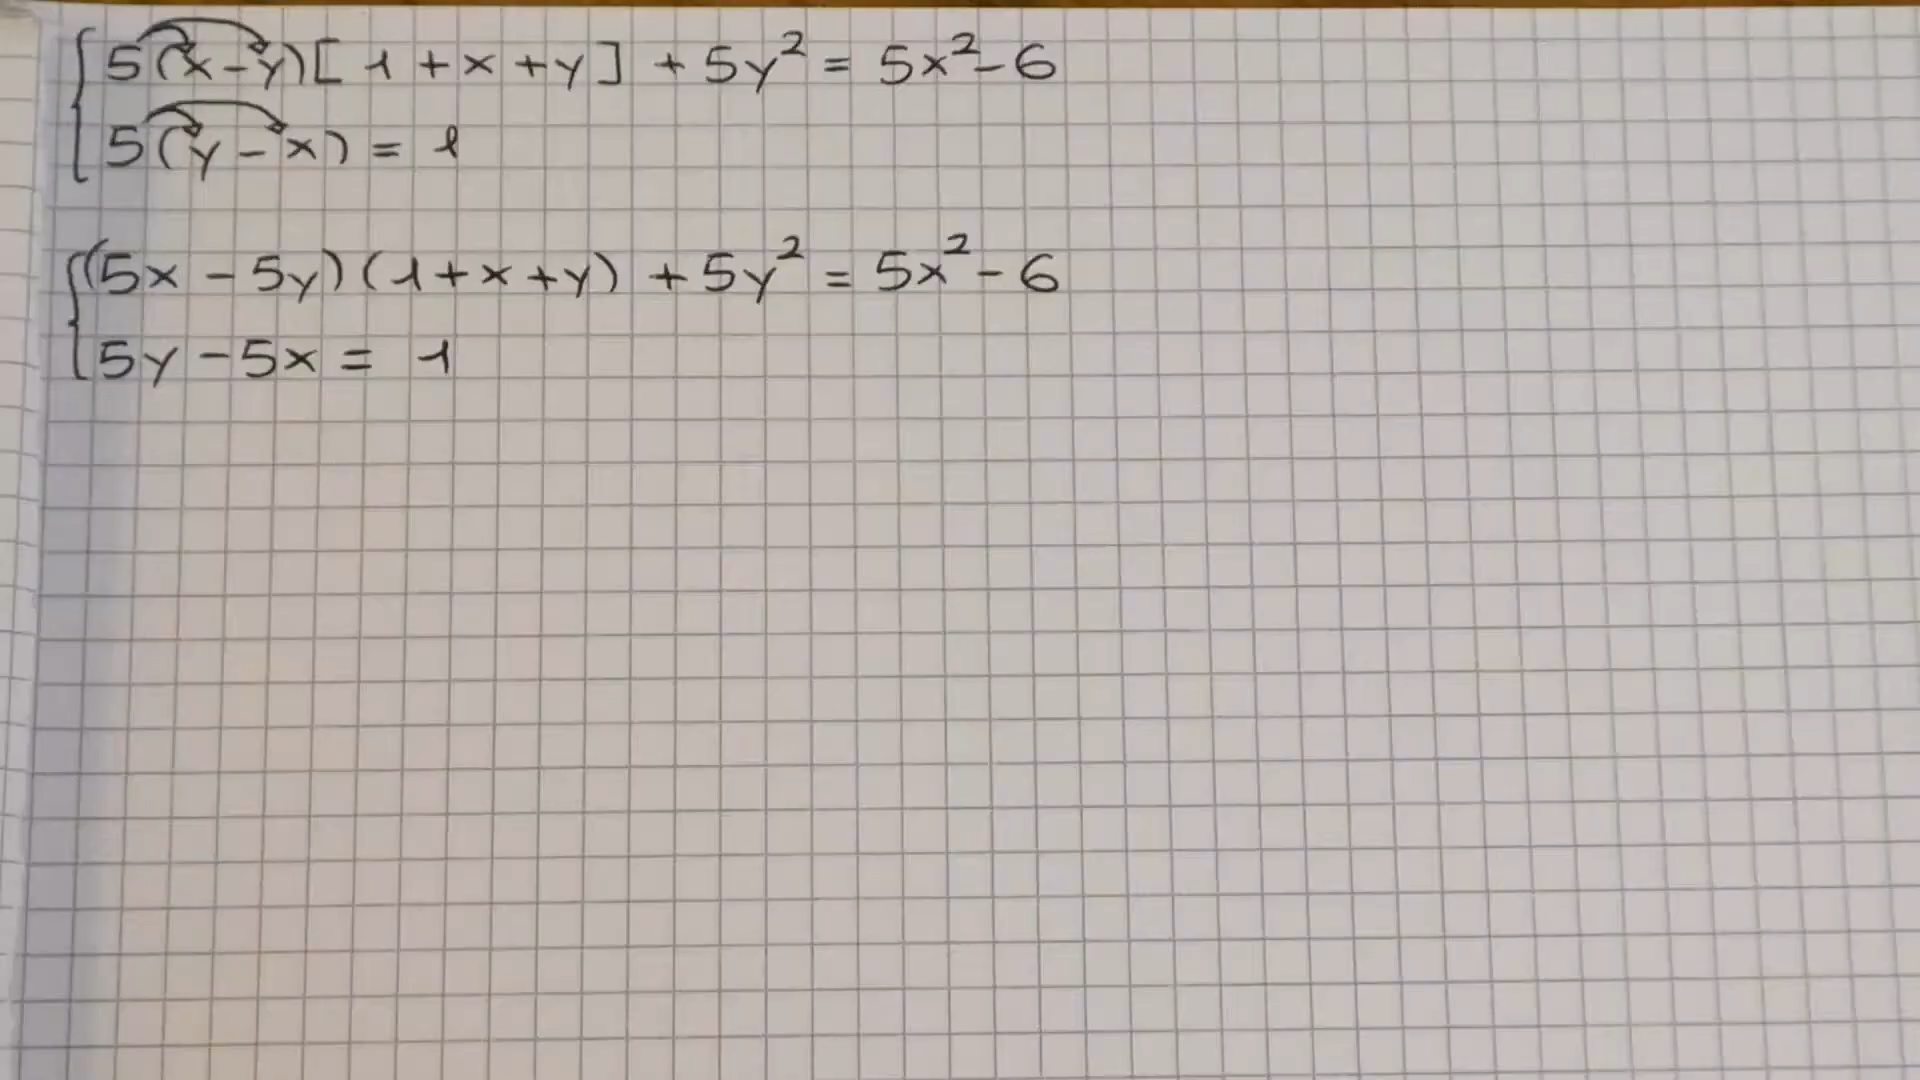 5(x-y)[1+x+y] + 5y² = 5x²-6
5(y-x) = 1
(5x-5y)(1+x+y) + 5y² = 5x²-6
5y-5x = 1